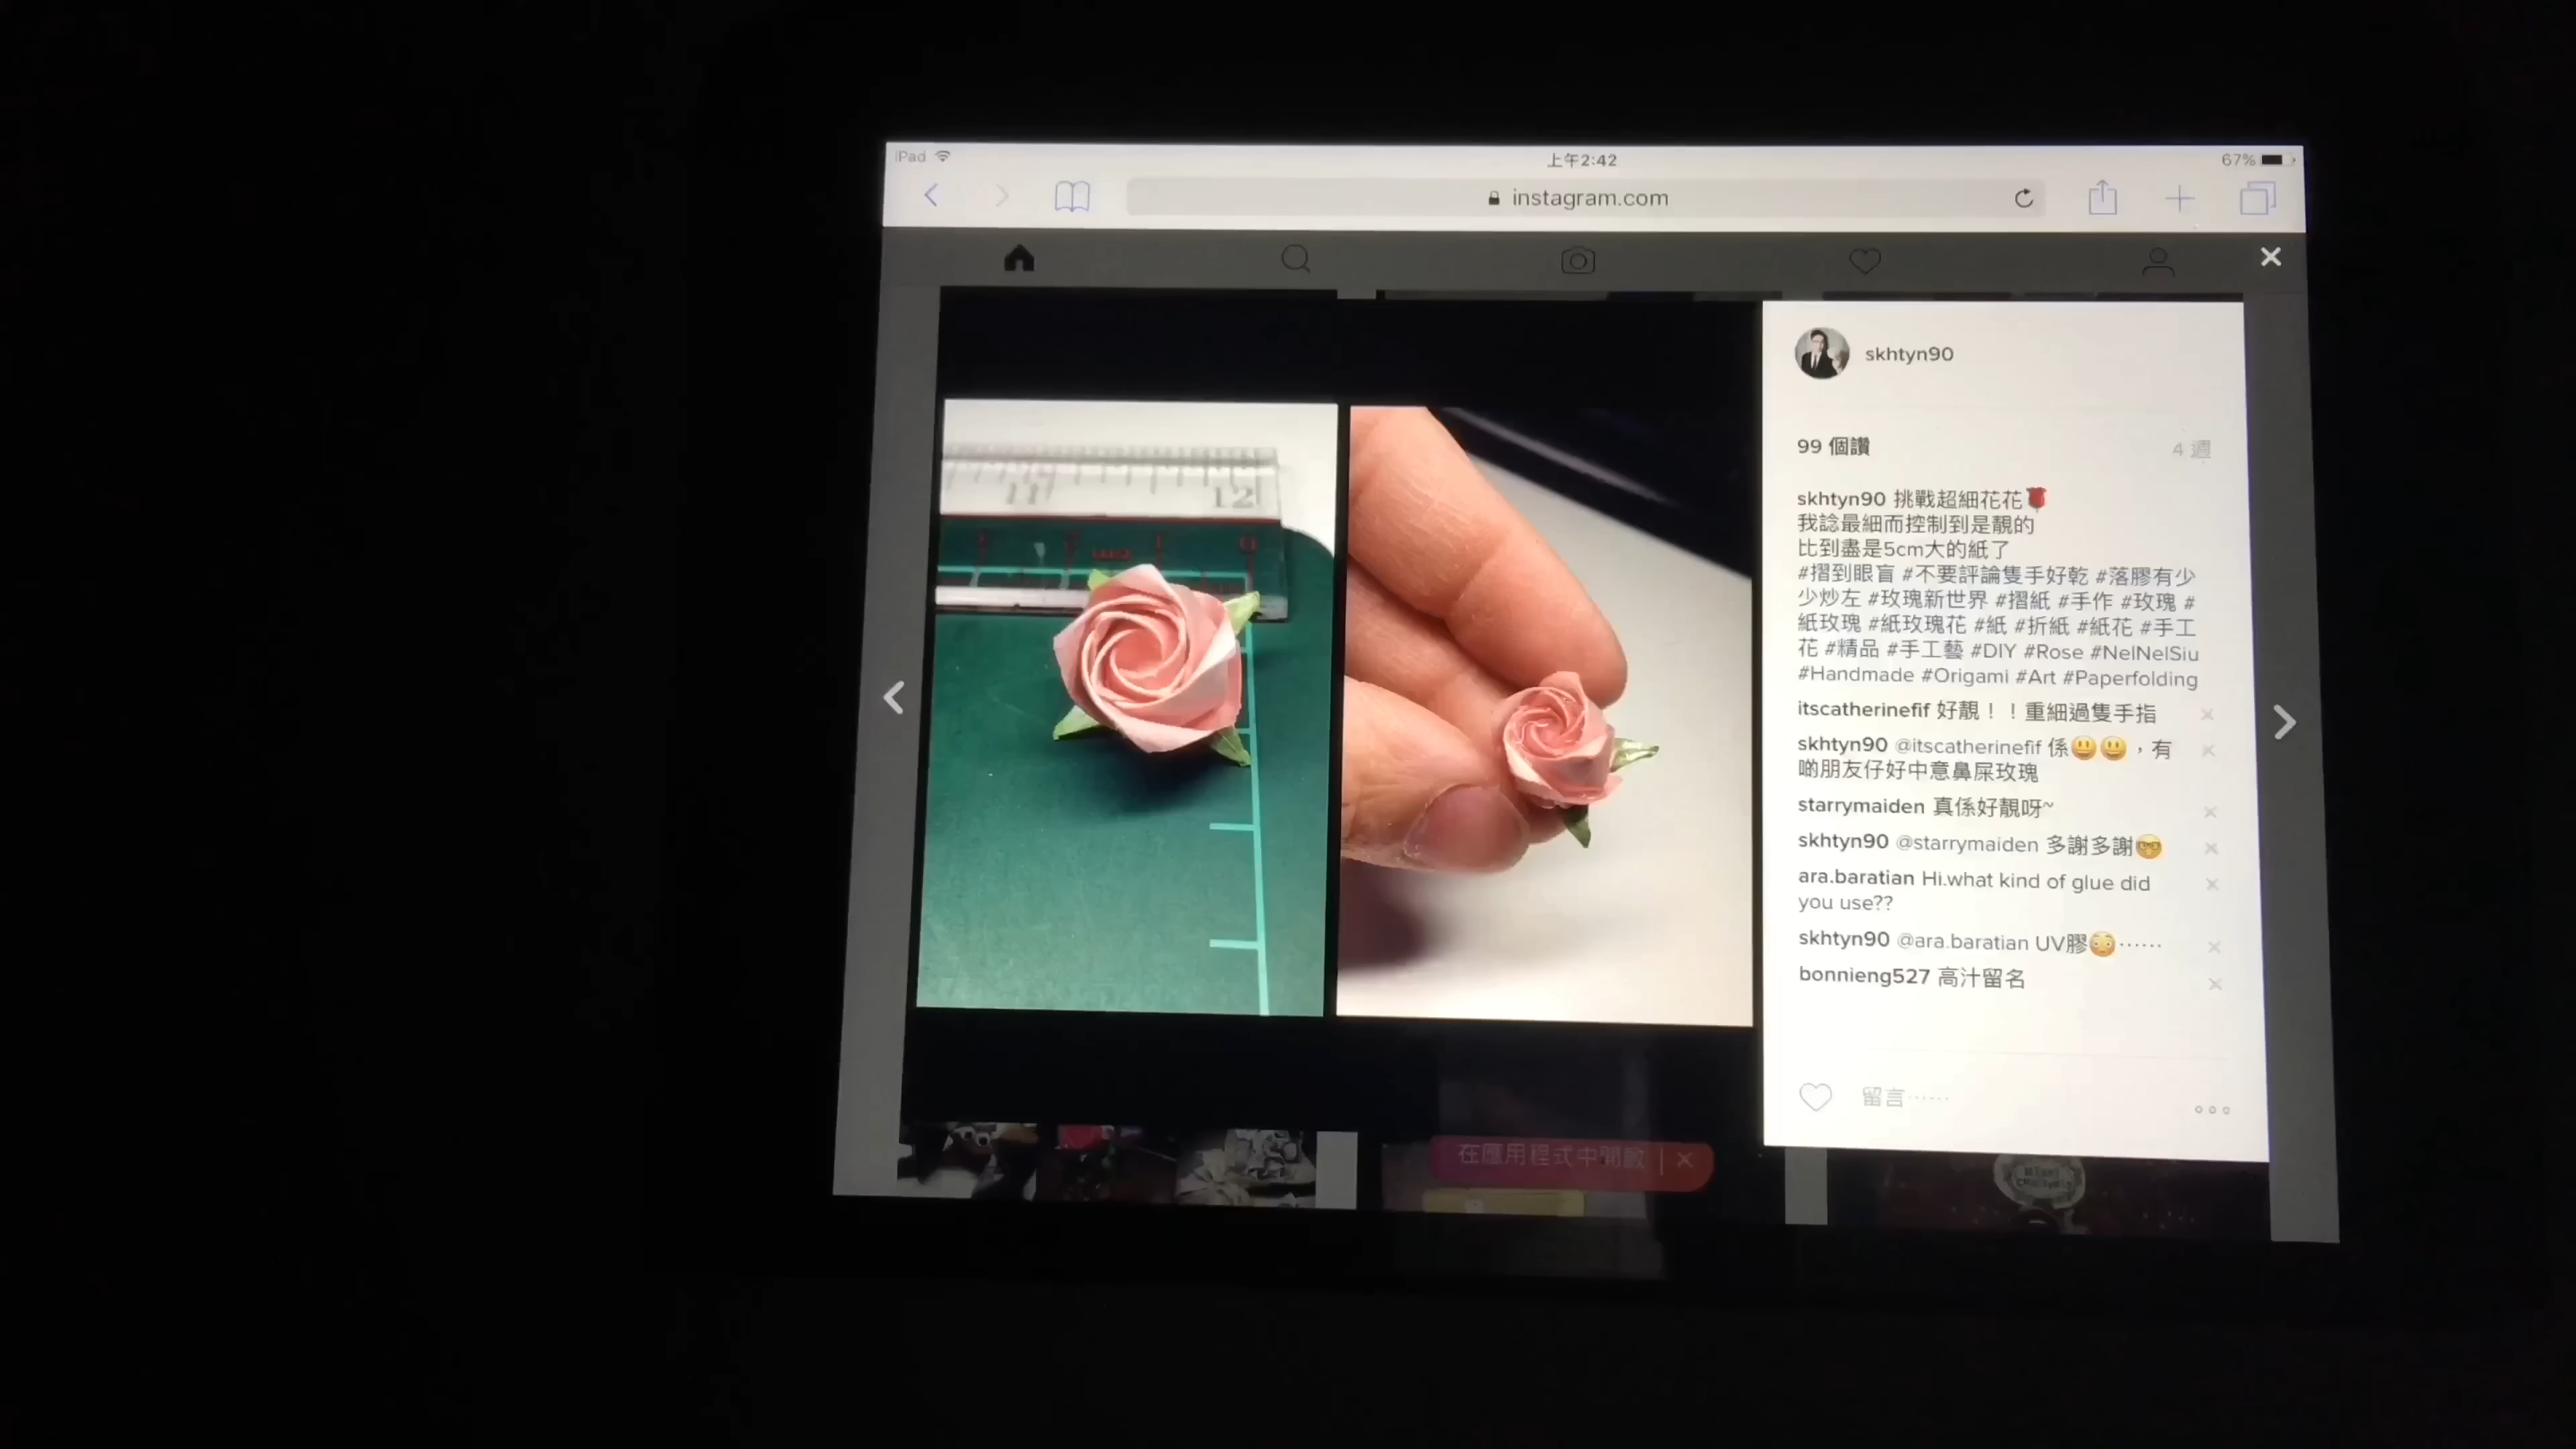 iPad
上午2:42
67%
instagram.com
11
12
cm
0
skhtyn90
99 個讚
4 週
skhtyn90 挑戰超細花花🌹
我諗最細而控制到是靚的
比到盡是5cm大的紙了
#摺到眼盲 #不要評論隻手好乾 #落膠有少
少炒左 #玫瑰新世界 #摺紙 #手作 #玫瑰 #
紙玫瑰 #紙玫瑰花 #紙 #折紙 #紙花 #手工
花 #精品 #手工藝 #DIY #Rose #NelNelSiu
#Handmade #Origami #Art #Paperfolding
itscatherinefif 好靚！！重細過隻手指
skhtyn90 @itscatherinefif 係😃😃，有
啲朋友仔好中意鼻屎玫瑰
starrymaiden 真係好靚呀~
skhtyn90 @starrymaiden 多謝多謝🤓
ara.baratian Hi.what kind of glue did
you use??
skhtyn90 @ara.baratian UV膠😳⋯⋯
bonnieng527 高汁留名
留言⋯⋯
在應用程式中開啟